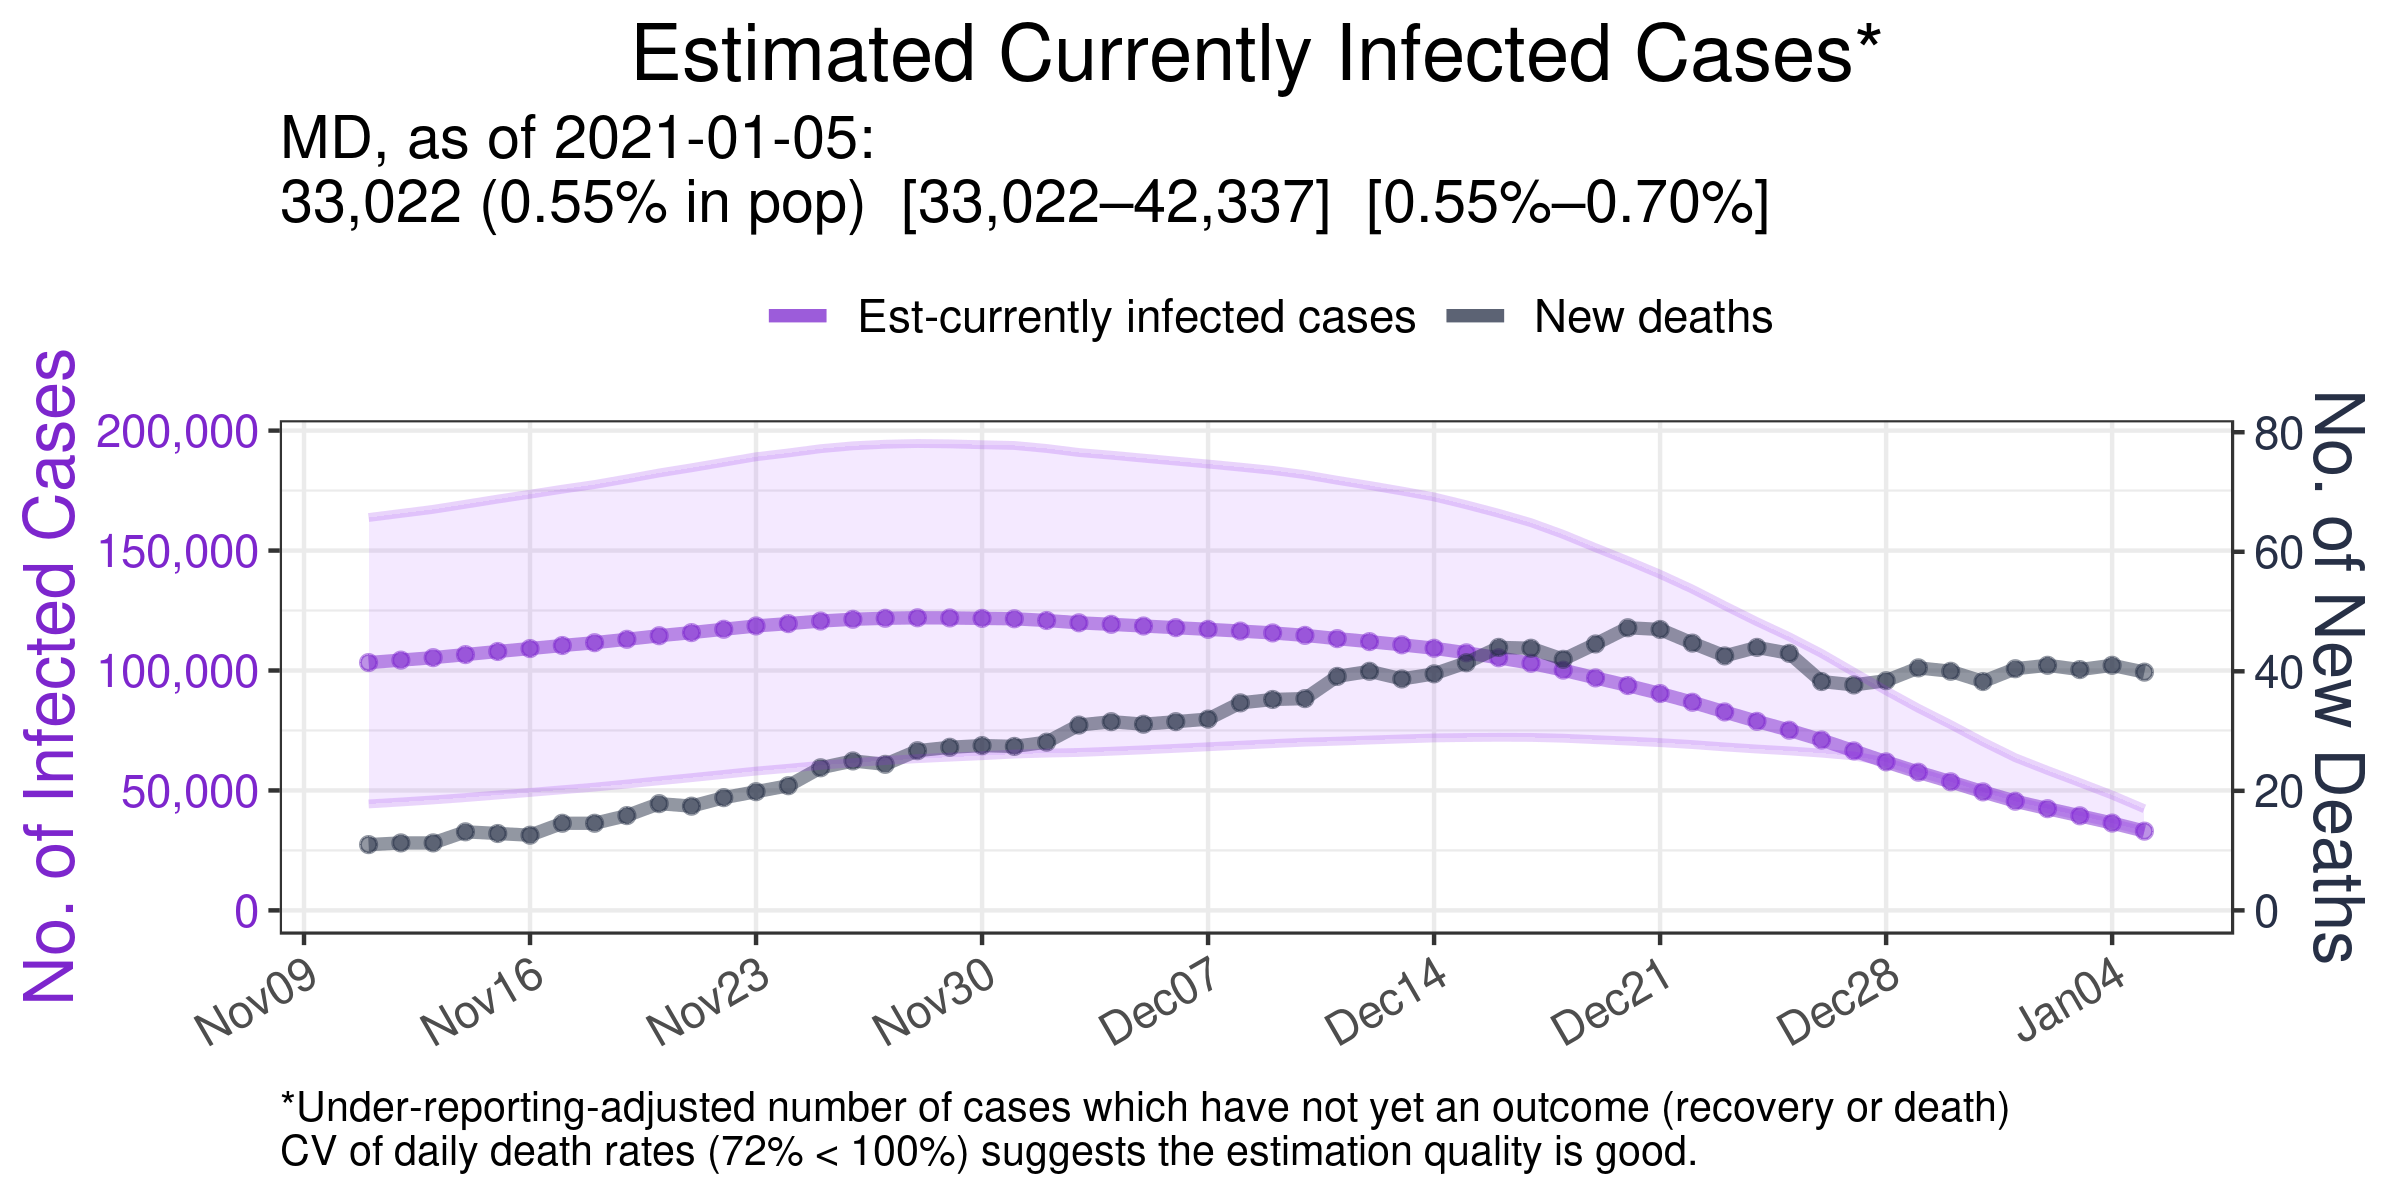 Estimated Currently Infected Cases*
MD, as of 2021-01-05:
33,022 (0.55% in pop)  [33,022–42,337]  [0.55%–0.70%]
Est-currently infected cases
New deaths
No. of Infected Cases
200,000
150,000
100,000
50,000
0
80
60
40
20
0
No. of New Deaths
Nov09
Nov16
Nov23
Nov30
Dec07
Dec14
Dec21
Dec28
Jan04
*Under-reporting-adjusted number of cases which have not yet an outcome (recovery or death)
CV of daily death rates (72% < 100%) suggests the estimation quality is good.